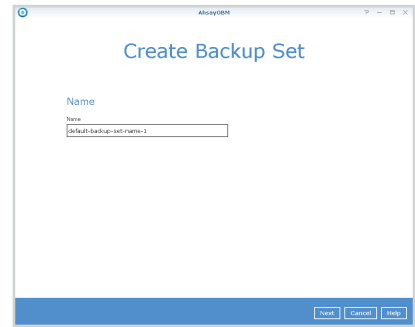 AhsayOBM
Create Backup Set
Name
Name
default-backup-set-name-1
Next Cancel Help